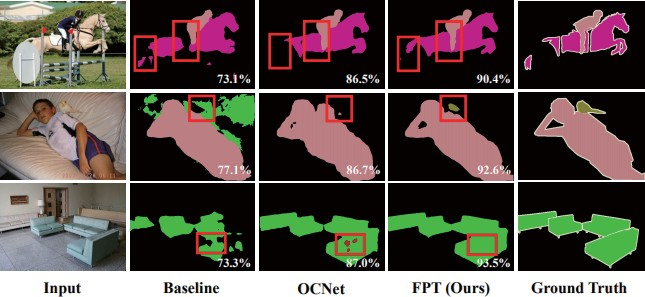 73.1%
86.5%
90.4%
77.1%
86.7%
92.6%
73.3%
87.0%
93.5%
Input
Baseline
OCNet
FPT (Ours)
Ground Truth